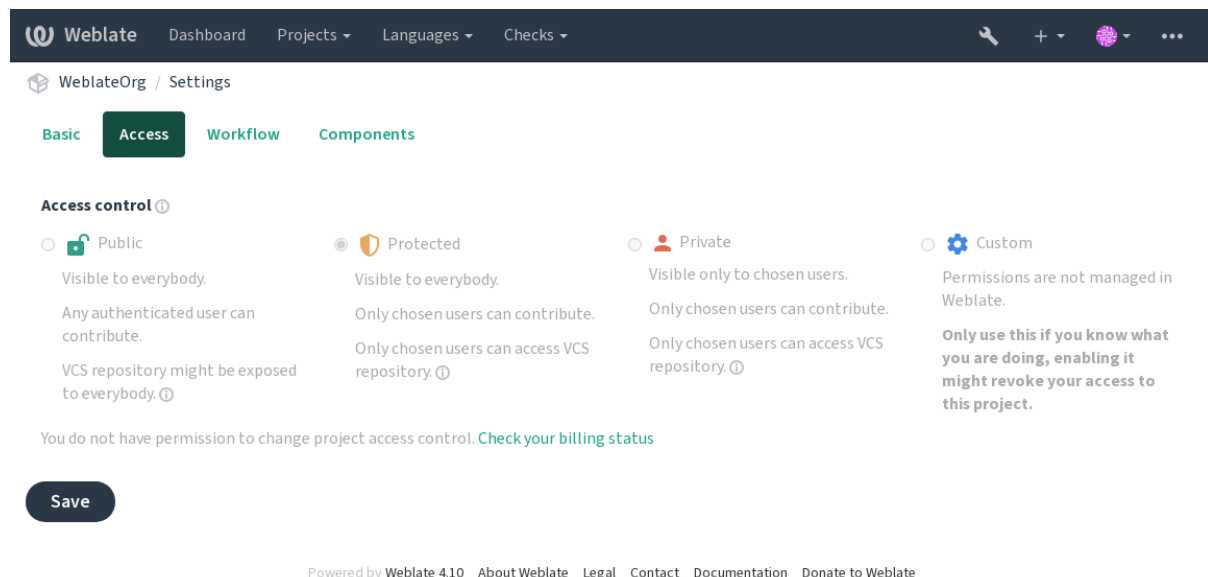 Weblate Dashboard Projects Languages Checks
WeblateOrg / Settings
Basic Access Workflow Components
Access control
Public
Visible to everybody.
Any authenticated user can
contribute.
VCS repository might be exposed
to everybody.
Protected
Visible to everybody.
Only chosen users can contribute.
Only chosen users can access VCS
repository.
Private
Visible only to chosen users.
Only chosen users can contribute.
Only chosen users can access VCS
repository.
Custom
Permissions are not managed in
Weblate.
Only use this if you know what
you are doing, enabling it
might revoke your access to
this project.
You do not have permission to change project access control. Check your billing status
Save
Powered by Weblate 4.10 About Weblate Legal Contact Documentation Donate to Weblate